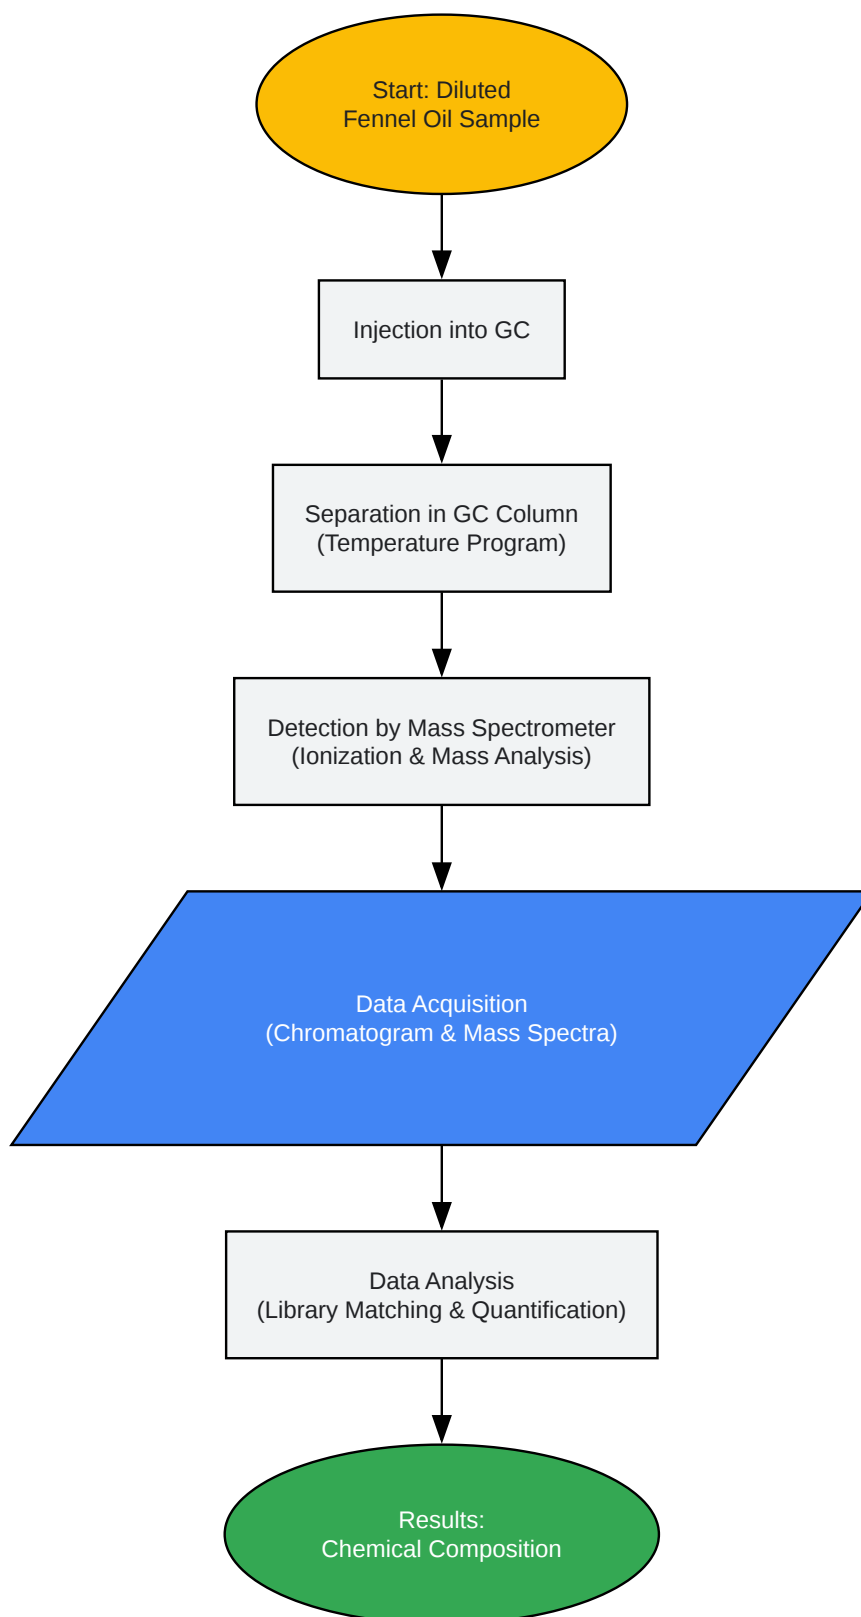 Start: Diluted
Fennel Oil Sample
Injection into GC
Separation in GC Column
(Temperature Program)
Detection by Mass Spectrometer
(Ionization & Mass Analysis)
Data Acquisition
(Chromatogram & Mass Spectra)
Data Analysis
(Library Matching & Quantification)
Results:
Chemical Composition